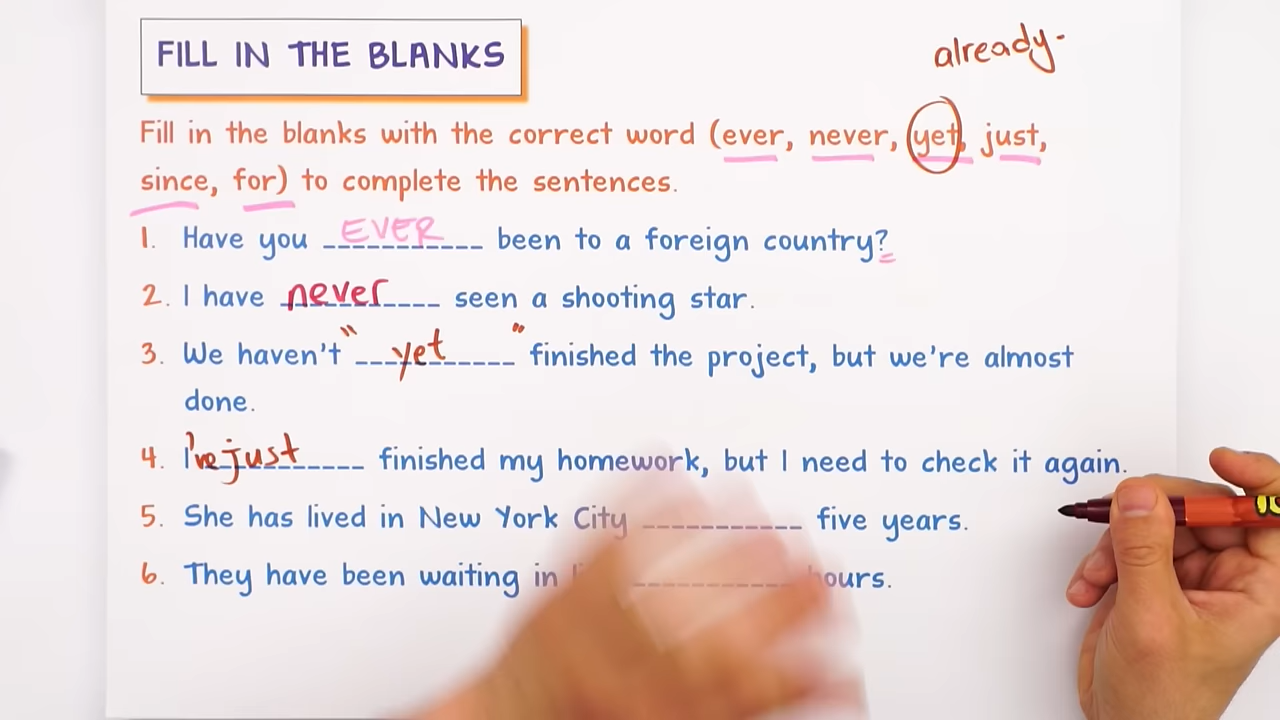 FILL IN THE BLANKS
already.
Fill in the blanks with the correct word (ever, never, yet, just,
since, for) to complete the sentences.
1. Have you EVER been to a foreign country?
2. I have never seen a shooting star.
3. We haven't " yet " finished the project, but we're almost
done.
4. I've just finished my homework, but I need to check it again.
5. She has lived in New York City __________ five years.
6. They have been waiting in __________ hours.